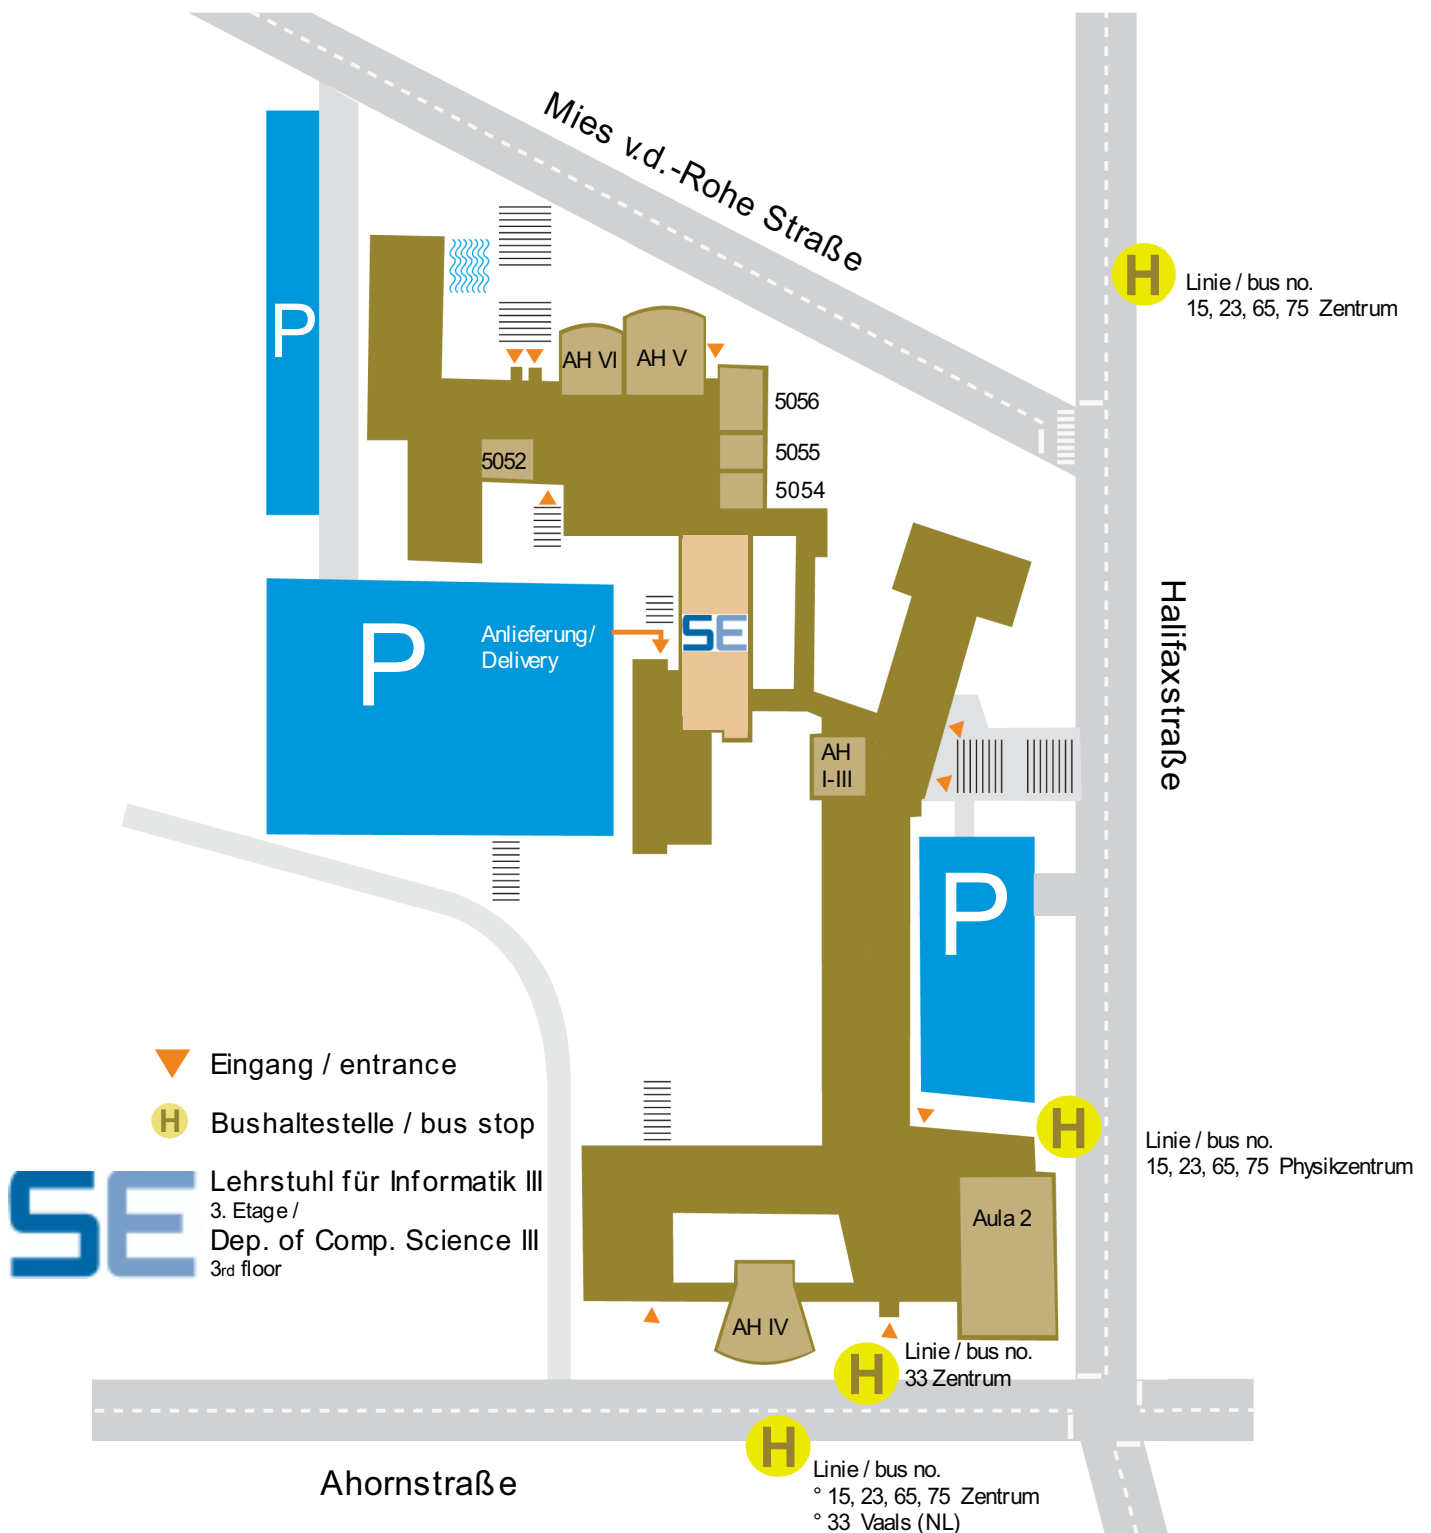 Mies v.d.-Rohe Straße
H
Linie / bus no.
15, 23, 65, 75 Zentrum
P
AH VI
AH V
5056
5055
5054
5052
Halifaxstraße
P
Anlieferung/
Delivery
SE
AH
I-III
P
Eingang / entrance
H
Bushaltestelle / bus stop
SE
Lehrstuhl für Informatik III
3. Etage /
Dep. of Comp. Science III
3rd floor
H
Linie / bus no.
15, 23, 65, 75 Physikzentrum
Aula 2
AH IV
H
Linie / bus no.
33 Zentrum
H
Linie / bus no.
° 15, 23, 65, 75 Zentrum
° 33 Vaals (NL)
Ahornstraße